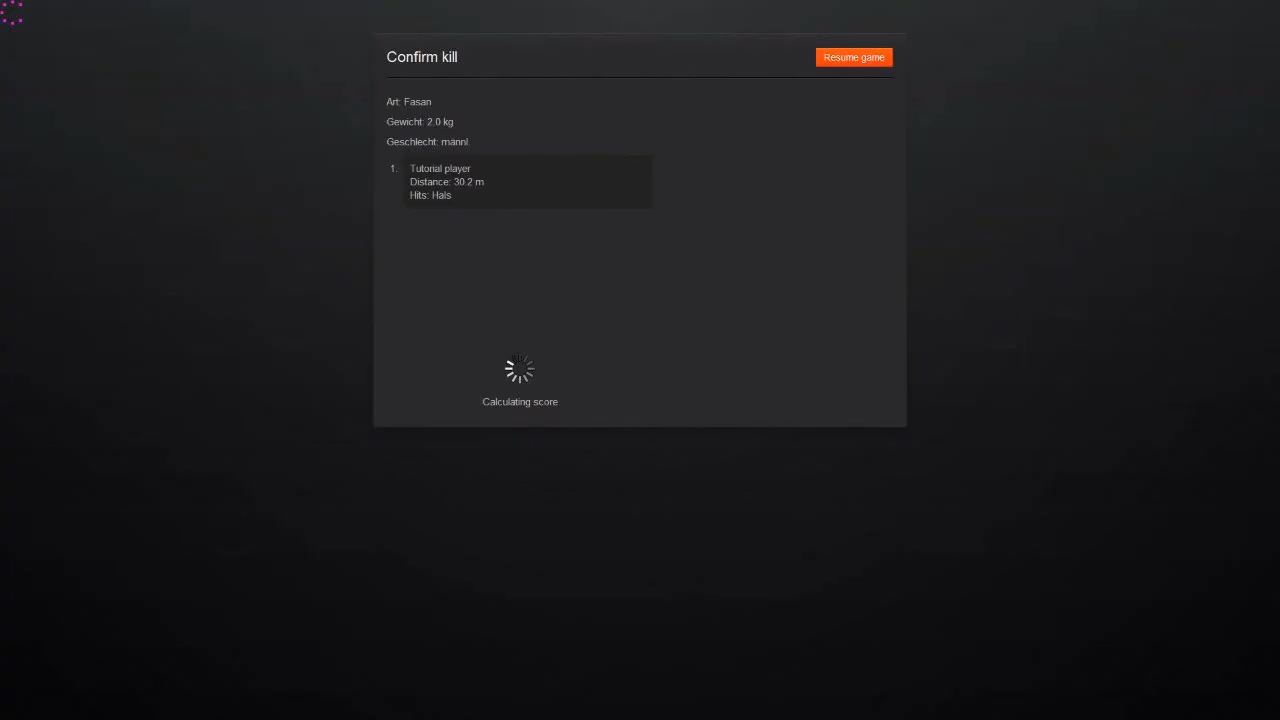 Confirm kill
Resume game
Art: Fasan
Gewicht: 2.0 kg
Geschlecht: männl.
1. Tutorial player
Distance: 30.2 m
Hits: Hals
Calculating score